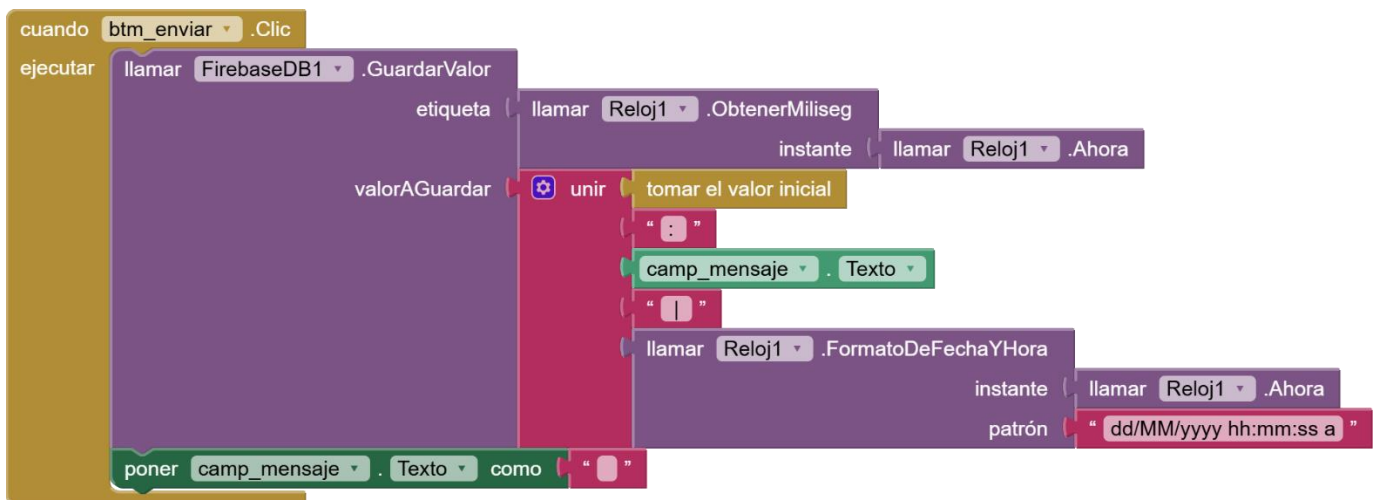 cuando btm_enviar .Clic
ejecutar llamar FirebaseDB1 .GuardarValor
etiqueta llamar Reloj1 .ObtenerMiliseg
instante llamar Reloj1 .Ahora
valorAGuardar unir tomar el valor inicial
“ : ”
camp_mensaje . Texto
“ | ”
llamar Reloj1 .FormatoDeFechaYHora
instante llamar Reloj1 .Ahora
patrón “ dd/MM/yyyy hh:mm:ss a ”
poner camp_mensaje . Texto como “ ”